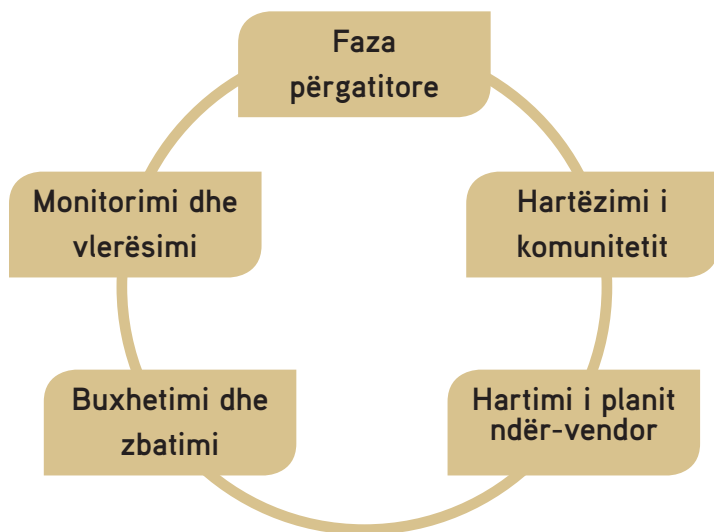 Faza
përgatitore
Hartëzimi i
komunitetit
Hartimi i planit
ndër-vendor
Buxhetimi dhe
zbatimi
Monitorimi dhe
vlerësimi